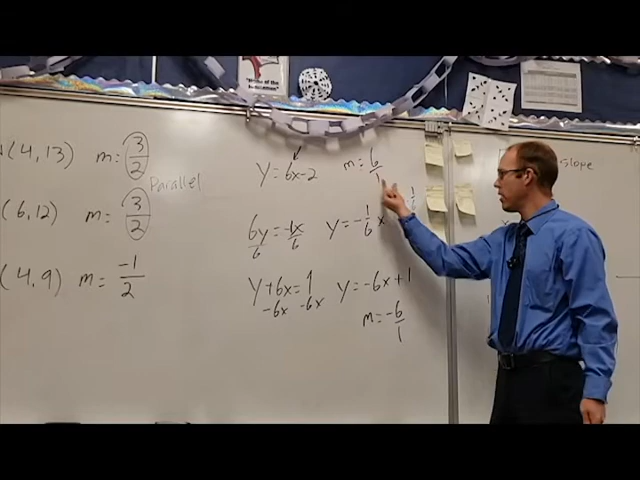 (4,13) m = 3/2
Parallel
(6,12) m = 3/2
(4,9) m = -1/2
y = 6x - 2 m = 6/1
6y/6 = -1x/6 y = -1/6 x
y + 6x = 1 y = -6x + 1
-6x -6x
m = -6/1
slope